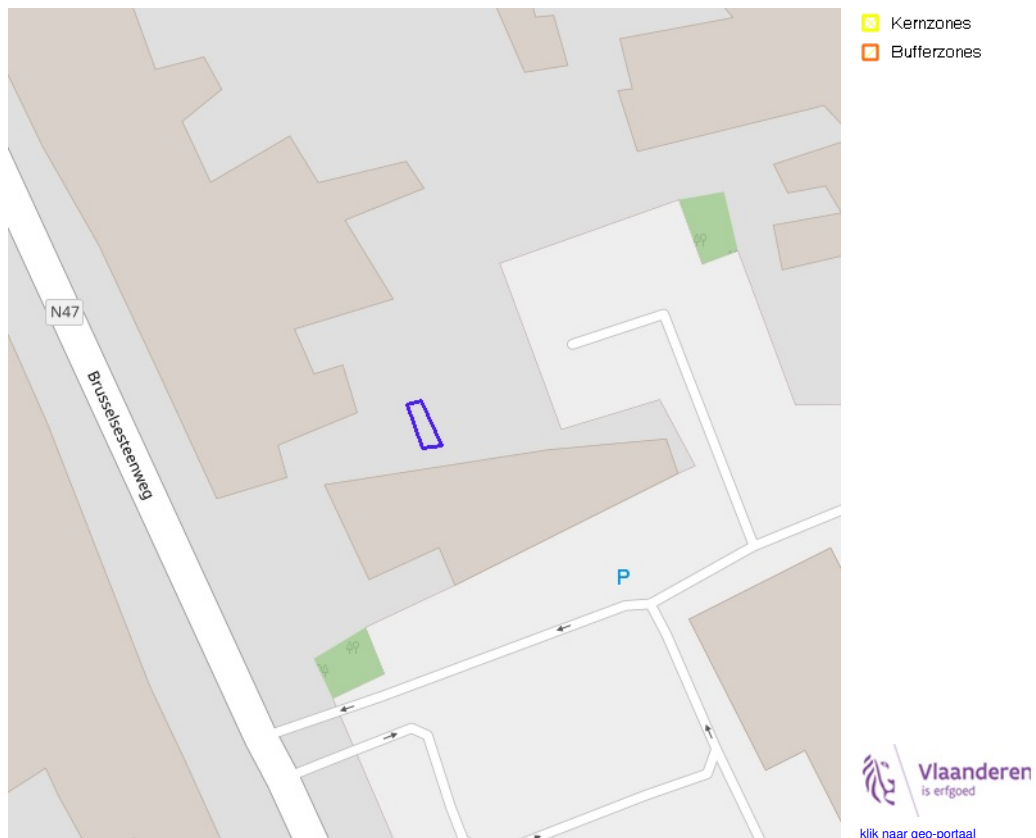 Kernzones
Bufferzones
N47
Brusselsesteenweg
P
Vlaanderen
is erfgoed
klik naar geo-portaal